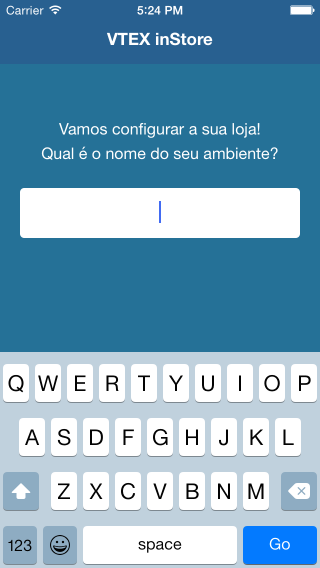 Carrier 5:24 PM
VTEX inStore
Vamos configurar a sua loja!
Qual é o nome do seu ambiente?
Q W E R T Y U I O P
A S D F G H J K L
Z X C V B N M
123 space Go